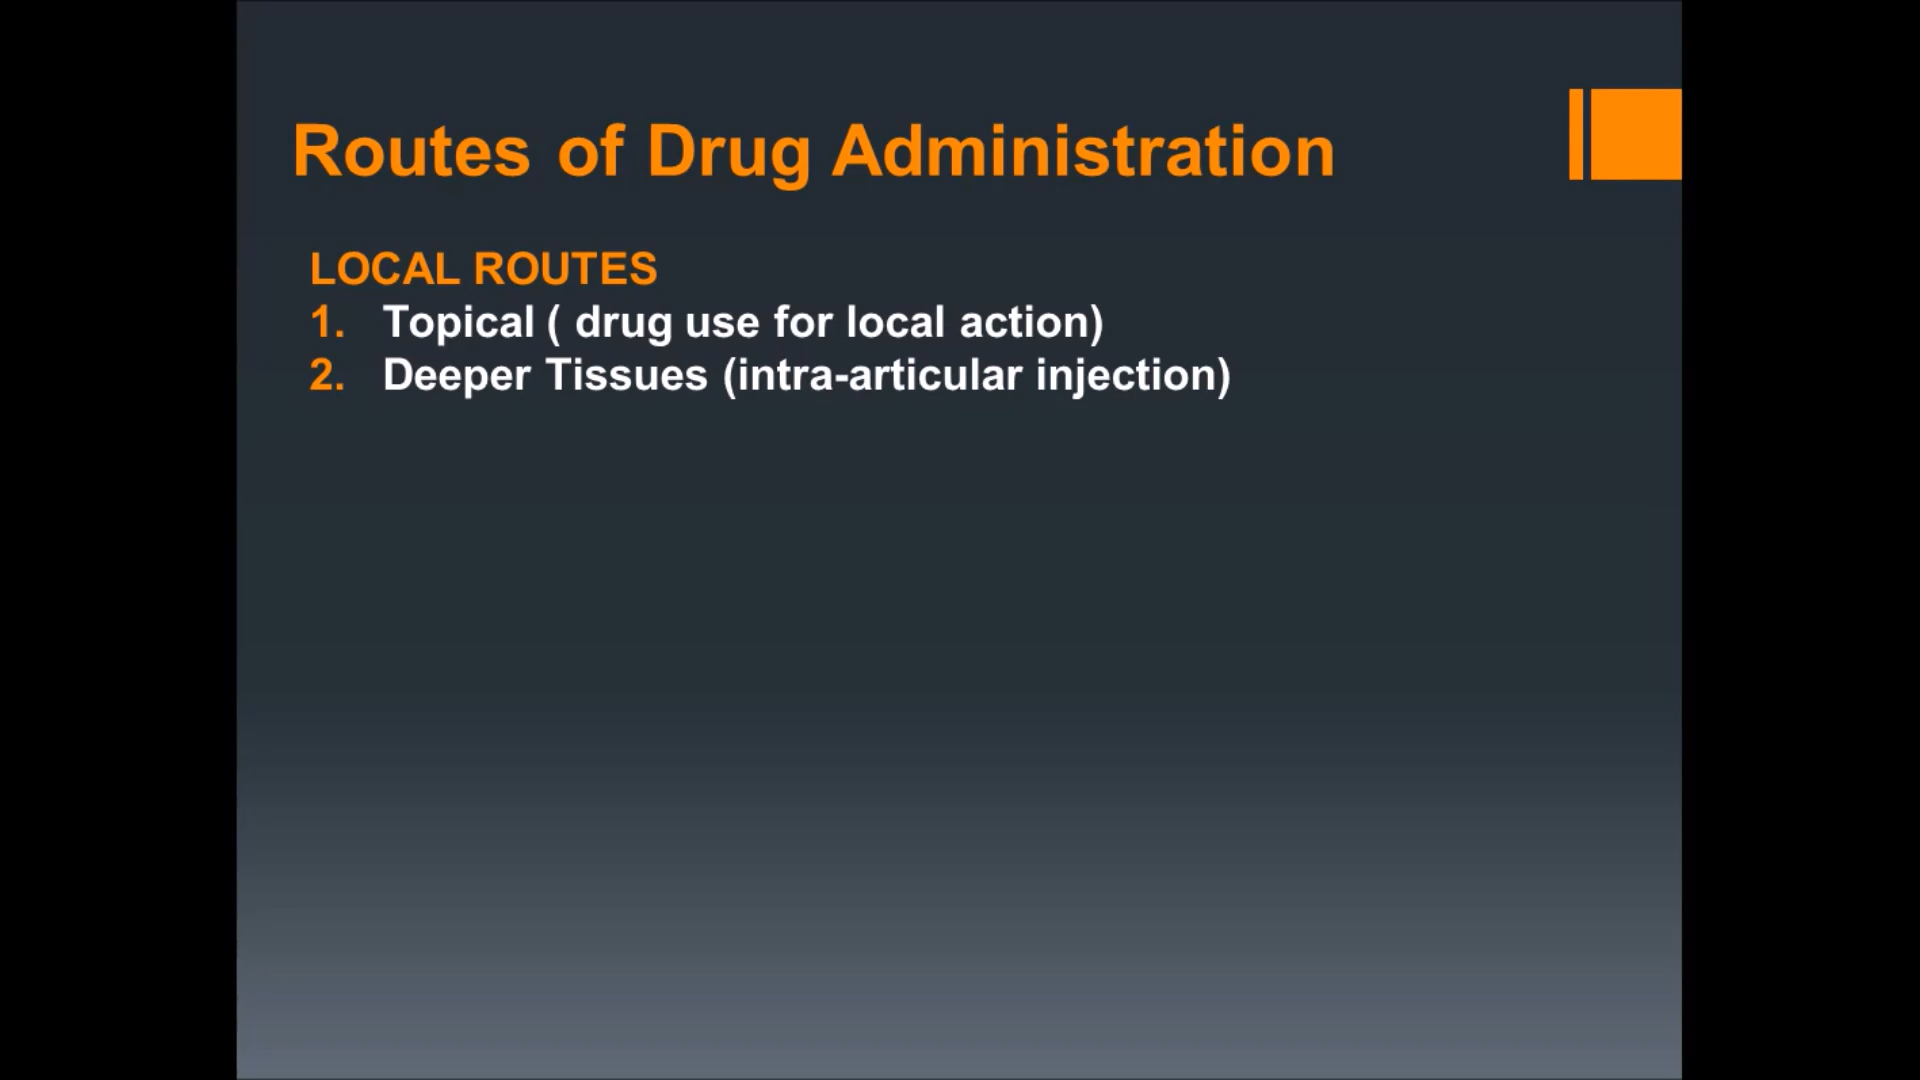 Routes of Drug Administration
LOCAL ROUTES
1. Topical ( drug use for local action)
2. Deeper Tissues (intra-articular injection)